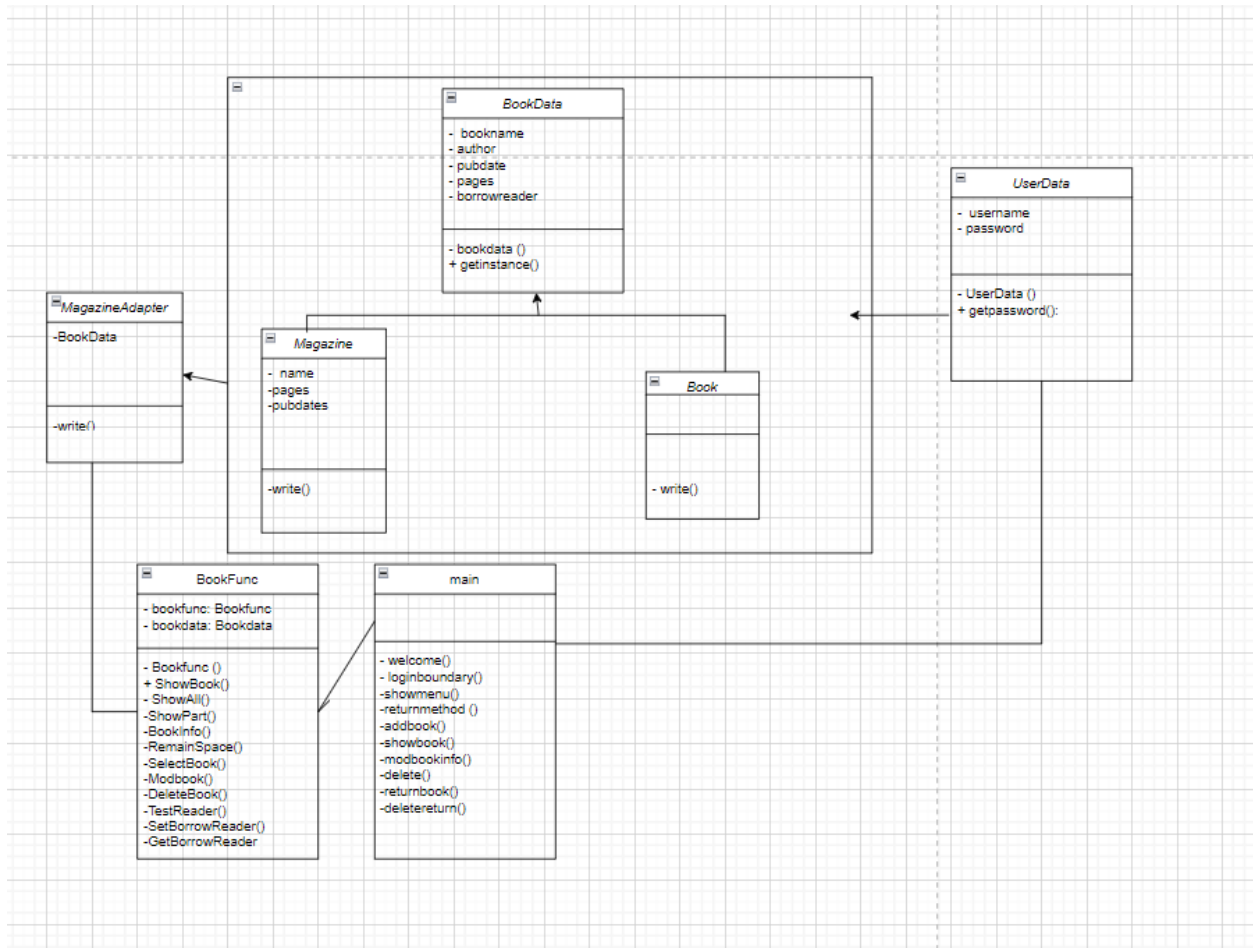 BookData
- bookname
- author
- pubdate
- pages
- borrowreader
- bookdata ()
+ getinstance()
UserData
- username
- password
- UserData ()
+ getpassword():
MagazineAdapter
-BookData
-write()
Magazine
- name
-pages
-pubdates
-write()
Book
- write()
BookFunc
- bookfunc: Bookfunc
- bookdata: Bookdata
- Bookfunc ()
+ ShowBook()
- ShowAll()
-ShowPart()
-BookInfo()
-RemainSpace()
-SelectBook()
-Modbook()
-DeleteBook()
-TestReader()
-SetBorrowReader()
-GetBorrowReader
main
- welcome()
- loginboundary()
-showmenu()
-returnmethod ()
-addbook()
-showbook()
-modbookinfo()
-delete()
-returnbook()
-deletereturn()